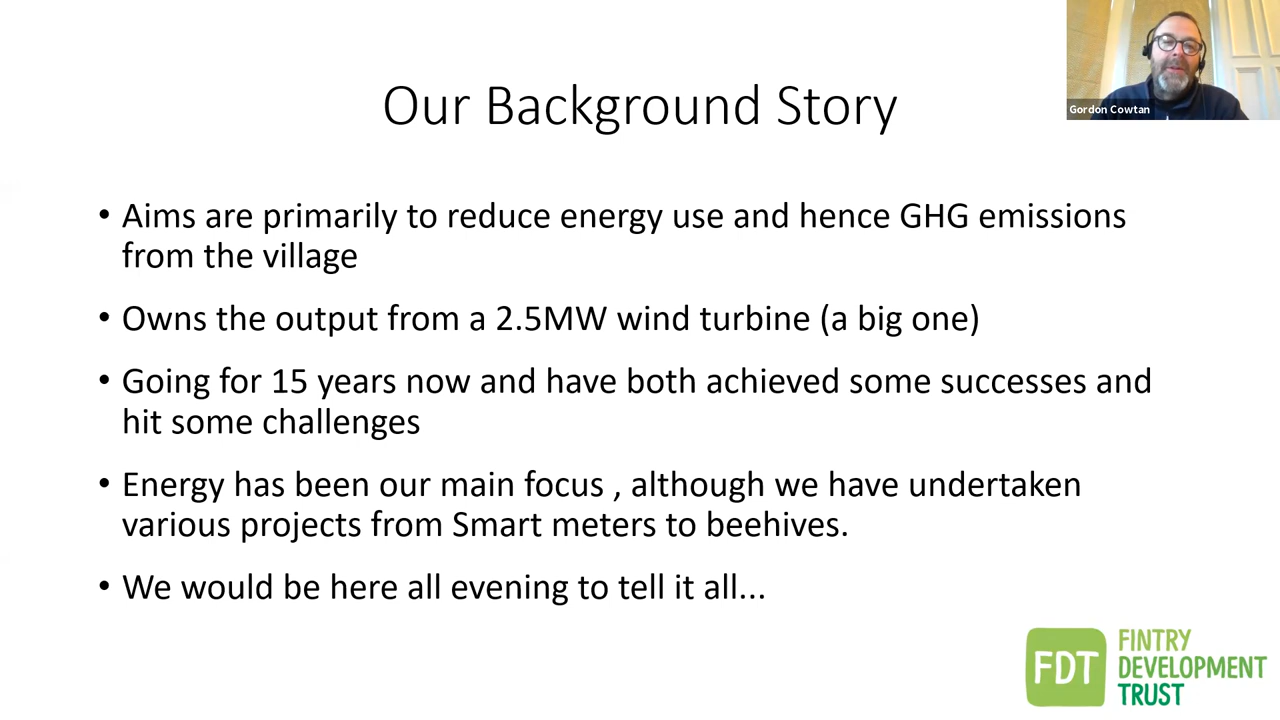 Our Background Story
Gordon Cowtan
• Aims are primarily to reduce energy use and hence GHG emissions
from the village
• Owns the output from a 2.5MW wind turbine (a big one)
• Going for 15 years now and have both achieved some successes and
hit some challenges
• Energy has been our main focus , although we have undertaken
various projects from Smart meters to beehives.
• We would be here all evening to tell it all...
FDT
FINTRY
DEVELOPMENT
TRUST